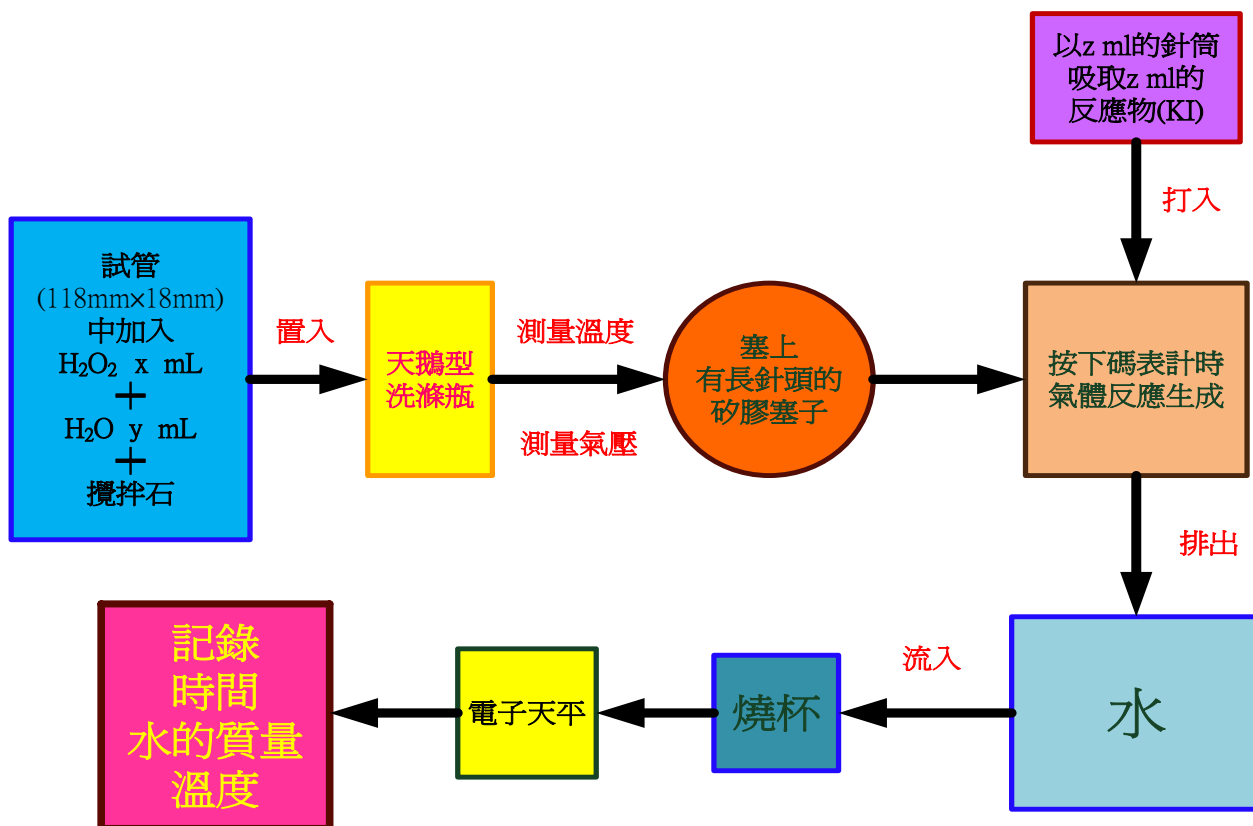 以z ml的針筒
吸取z ml的
反應物(KI)
打入
試管
(118mm×18mm)
中加入
H₂O₂ x mL
+
H₂O y mL
+
攪拌石
置入
天鵝型
洗滌瓶
測量溫度
測量氣壓
塞上
有長針頭的
矽膠塞子
按下碼表計時
氣體反應生成
排出
水
流入
燒杯
電子天平
記錄
時間
水的質量
溫度